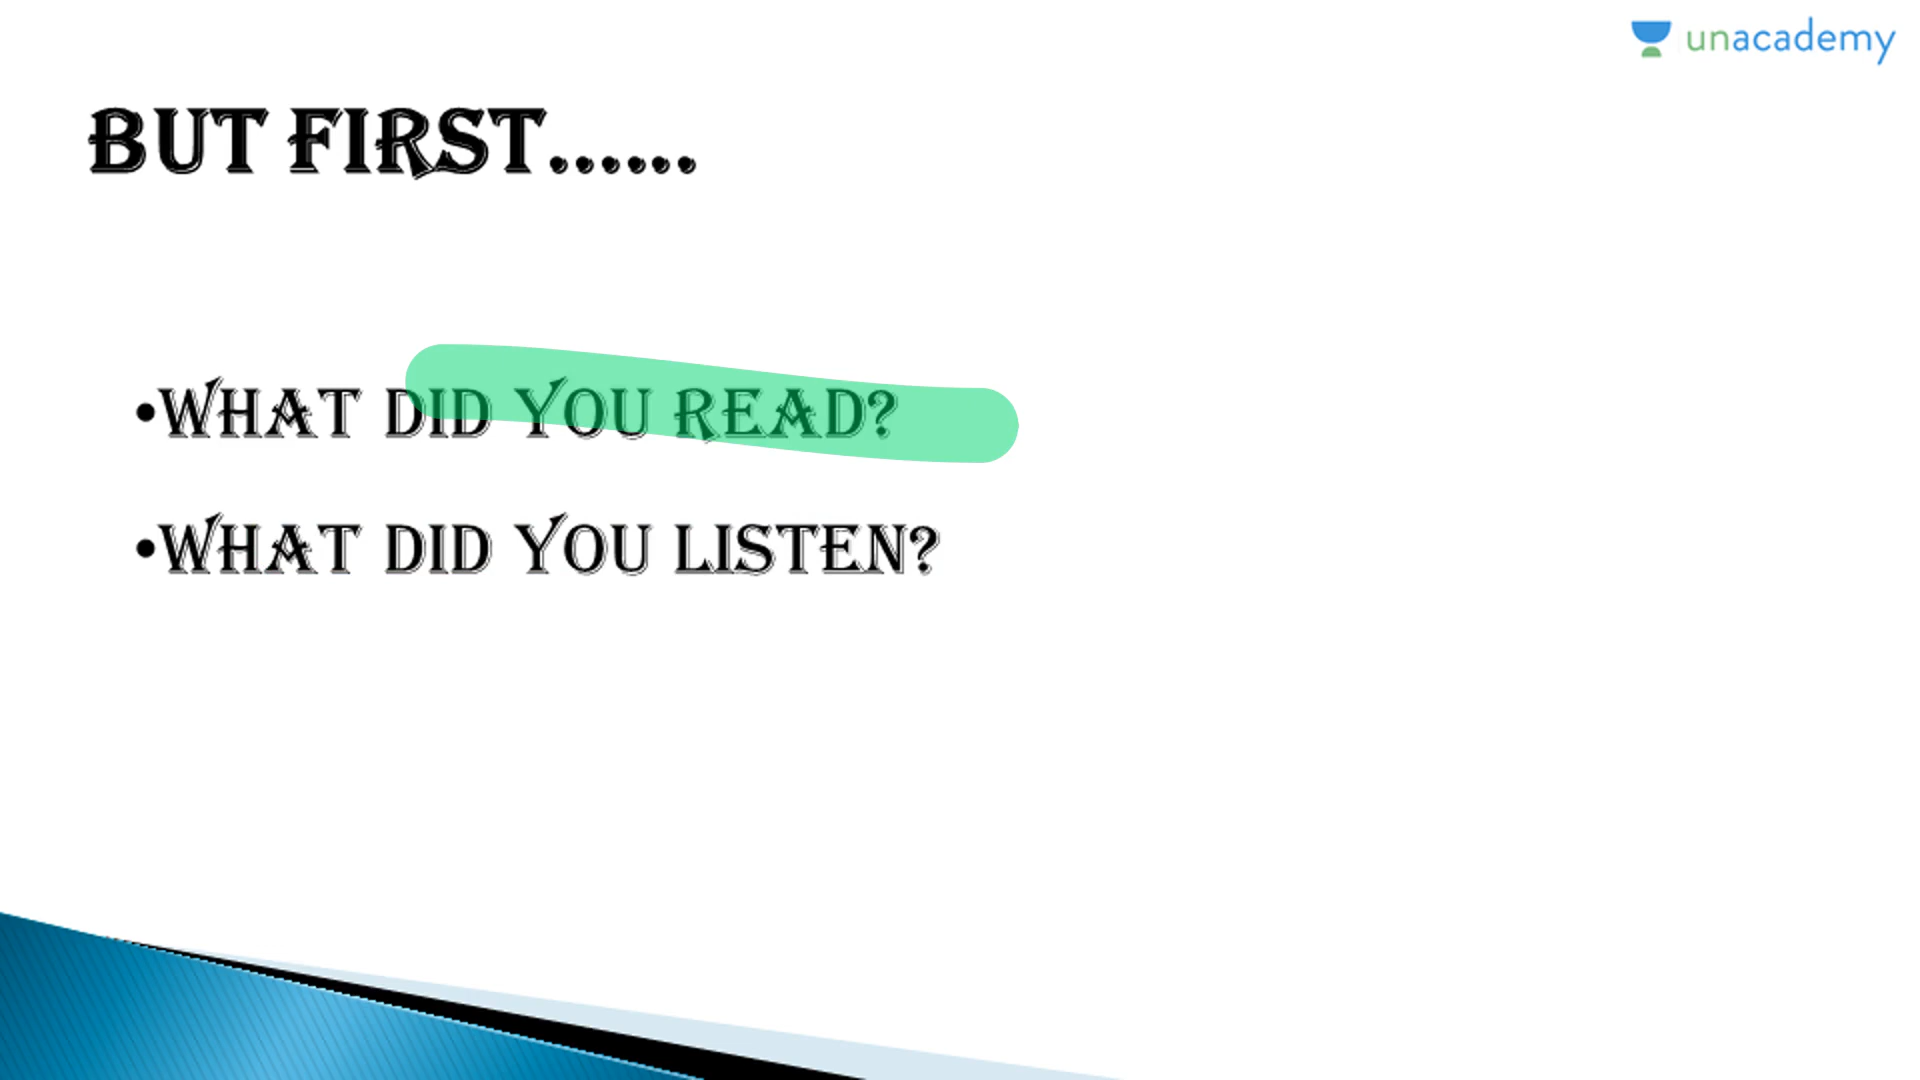 unacademy
BUT FIRST......
•WHAT DID YOU READ?
•WHAT DID YOU LISTEN?